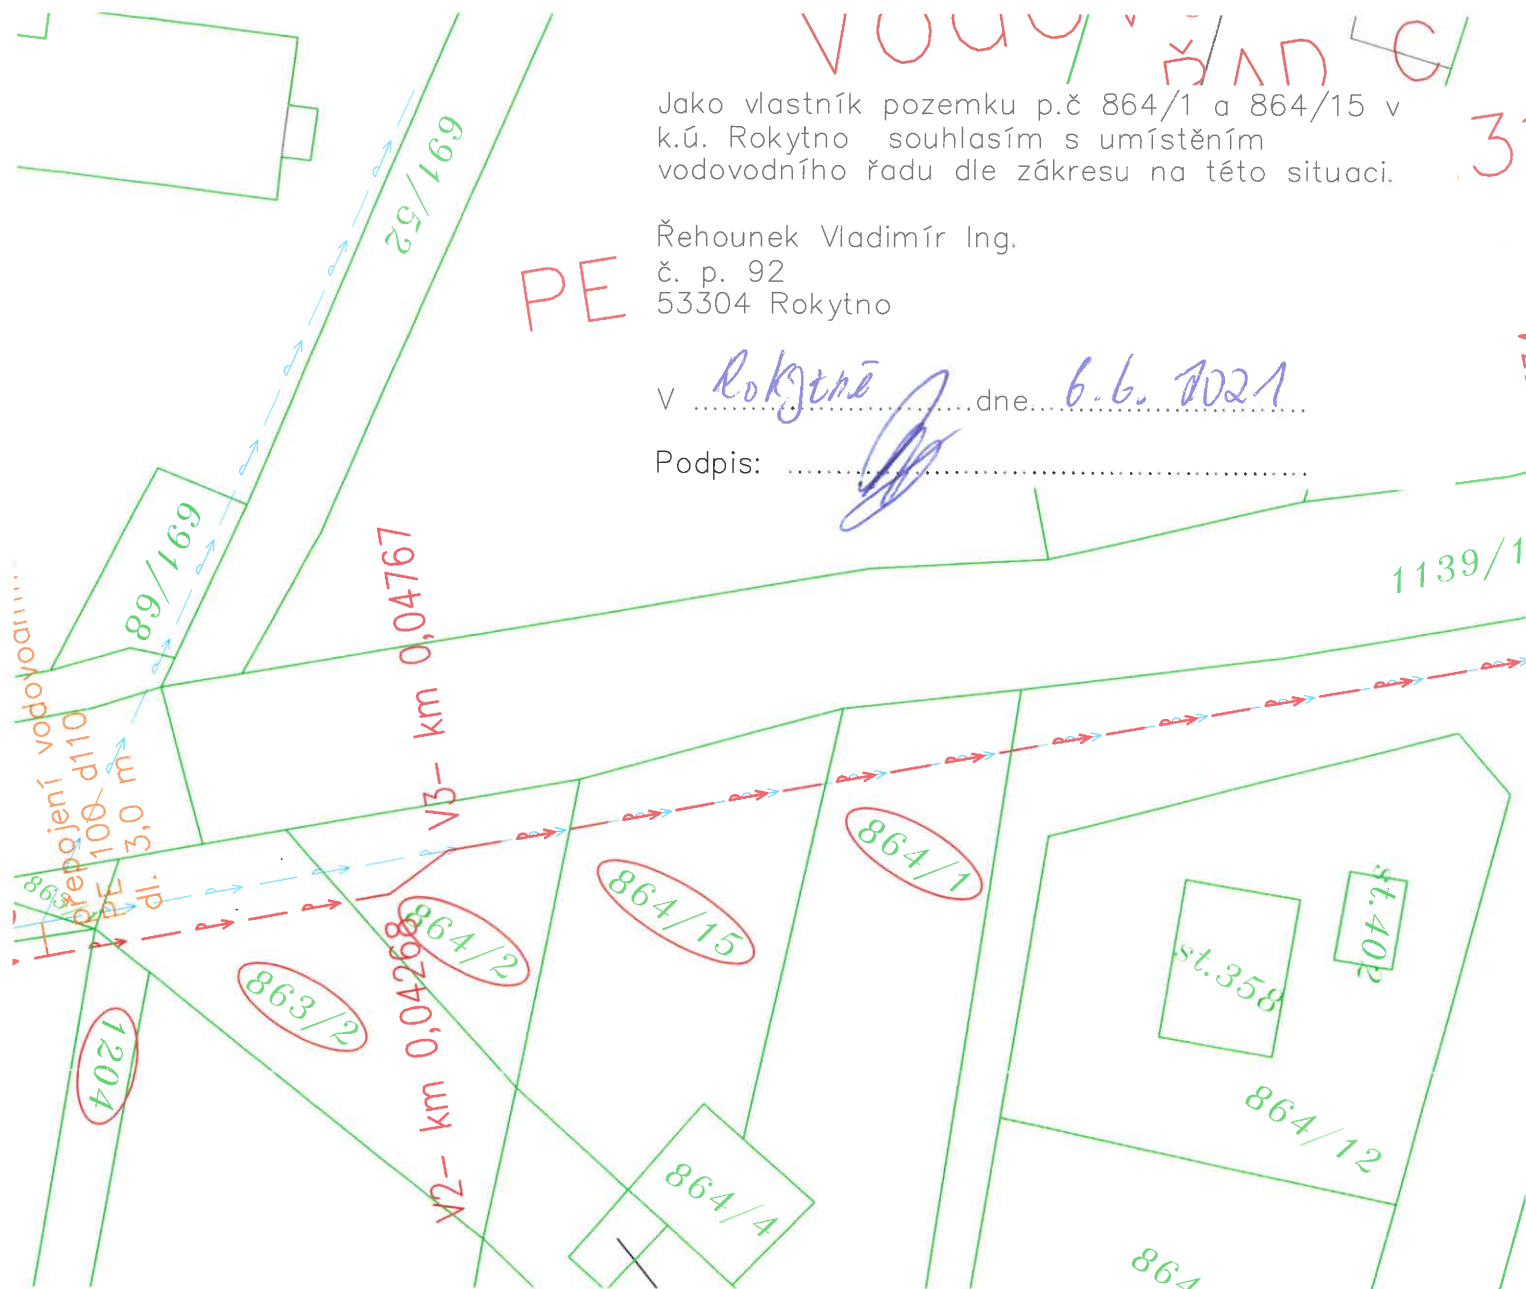 ŘAD C
Jako vlastník pozemku p.č 864/1 a 864/15 v
k.ú. Rokytno souhlasím s umístěním
vodovodního řadu dle zákresu na této situaci.
Řehounek Vladimír Ing.
č. p. 92
53304 Rokytno
PE
V Rokytně dne 6.6. 2021
Podpis:
691/52
691/68
1139/1
V3- km 0,04767
přepojení
PE 100 d110
dl. 3,0 m
863
864/1
864/15
864/2
863/2
1204
V2- km 0,04268
st.358
st.402
864/12
864/4
864